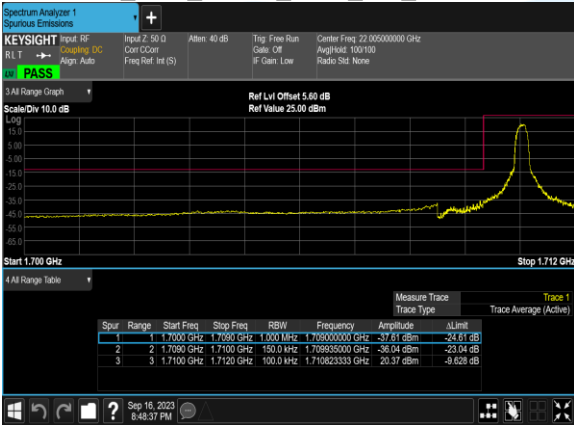 Spectrum Analyzer 1
Spurious Emissions
+
KEYSIGHT
RLT
Input: RF
Coupling: DC
Align: Auto
Input Z: 50 Ω
Corr CCorr
Freq Ref: Int (S)
Atten: 40 dB
Trig: Free Run
Gate: Off
IF Gain: Low
Center Freq: 22.005000000 GHz
Avg|Hold: 100/100
Radio Std: None
LW PASS
3 All Range Graph
Ref Lvl Offset 5.60 dB
Scale/Div 10.0 dB
Ref Value 25.00 dBm
Log
15.0
5.00
-5.00
-15.0
-25.0
-35.0
-45.0
-55.0
-65.0
Start 1.700 GHz
Stop 1.712 GHz
4 All Range Table
Measure Trace Trace 1
Trace Type Trace Average (Active)
Spur Range Start Freq Stop Freq RBW Frequency Amplitude ΔLimit
1 1 1.7000 GHz 1.7090 GHz 1.000 MHz 1.709000000 GHz -37.61 dBm -24.61 dB
2 2 1.7090 GHz 1.7100 GHz 150.0 kHz 1.709935000 GHz -36.04 dBm -23.04 dB
3 3 1.7100 GHz 1.7120 GHz 100.0 kHz 1.710823333 GHz 20.37 dBm -9.628 dB
?
Sep 16, 2023
8:48:37 PM